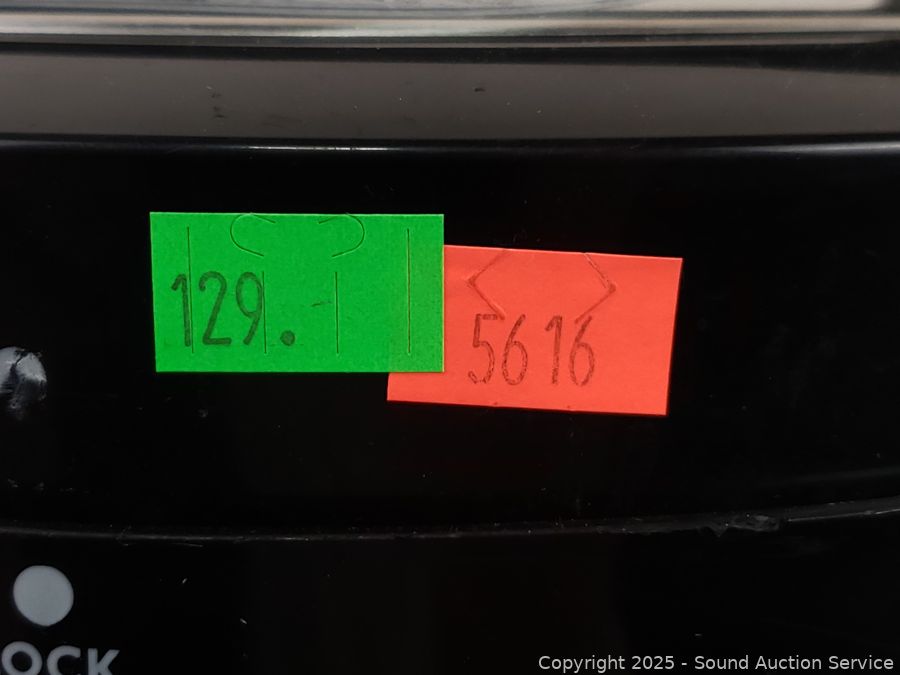 129.-
5616
OCK
Copyright 2025 - Sound Auction Service